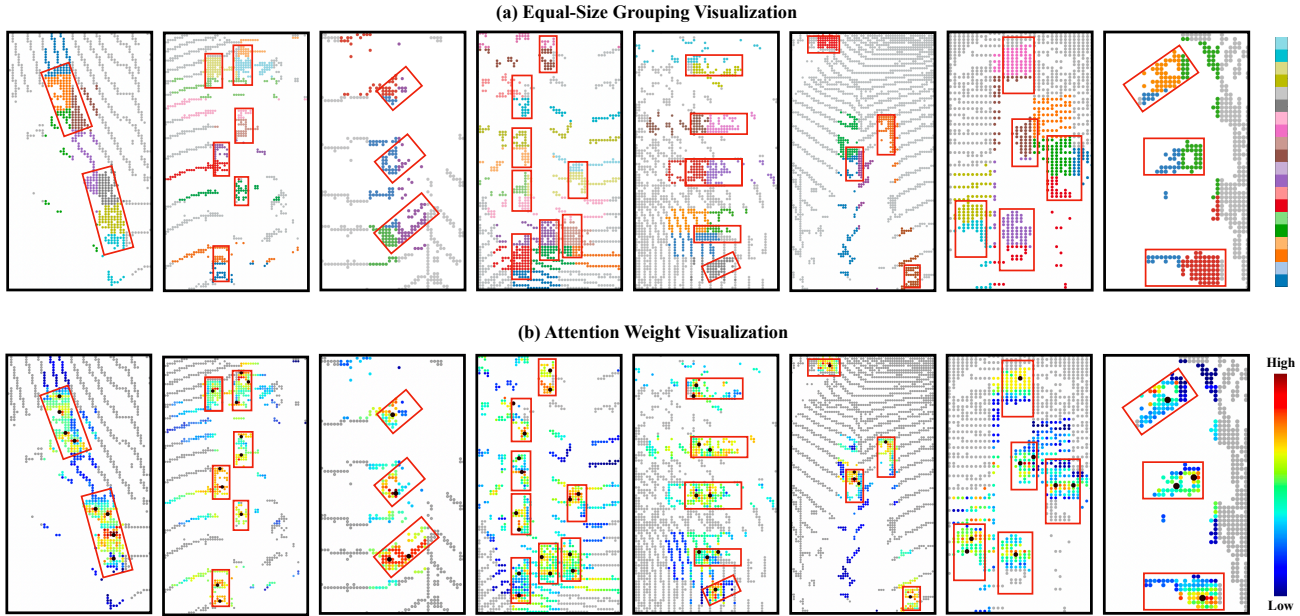 (a) Equal-Size Grouping Visualization
(b) Attention Weight Visualization
High
Low